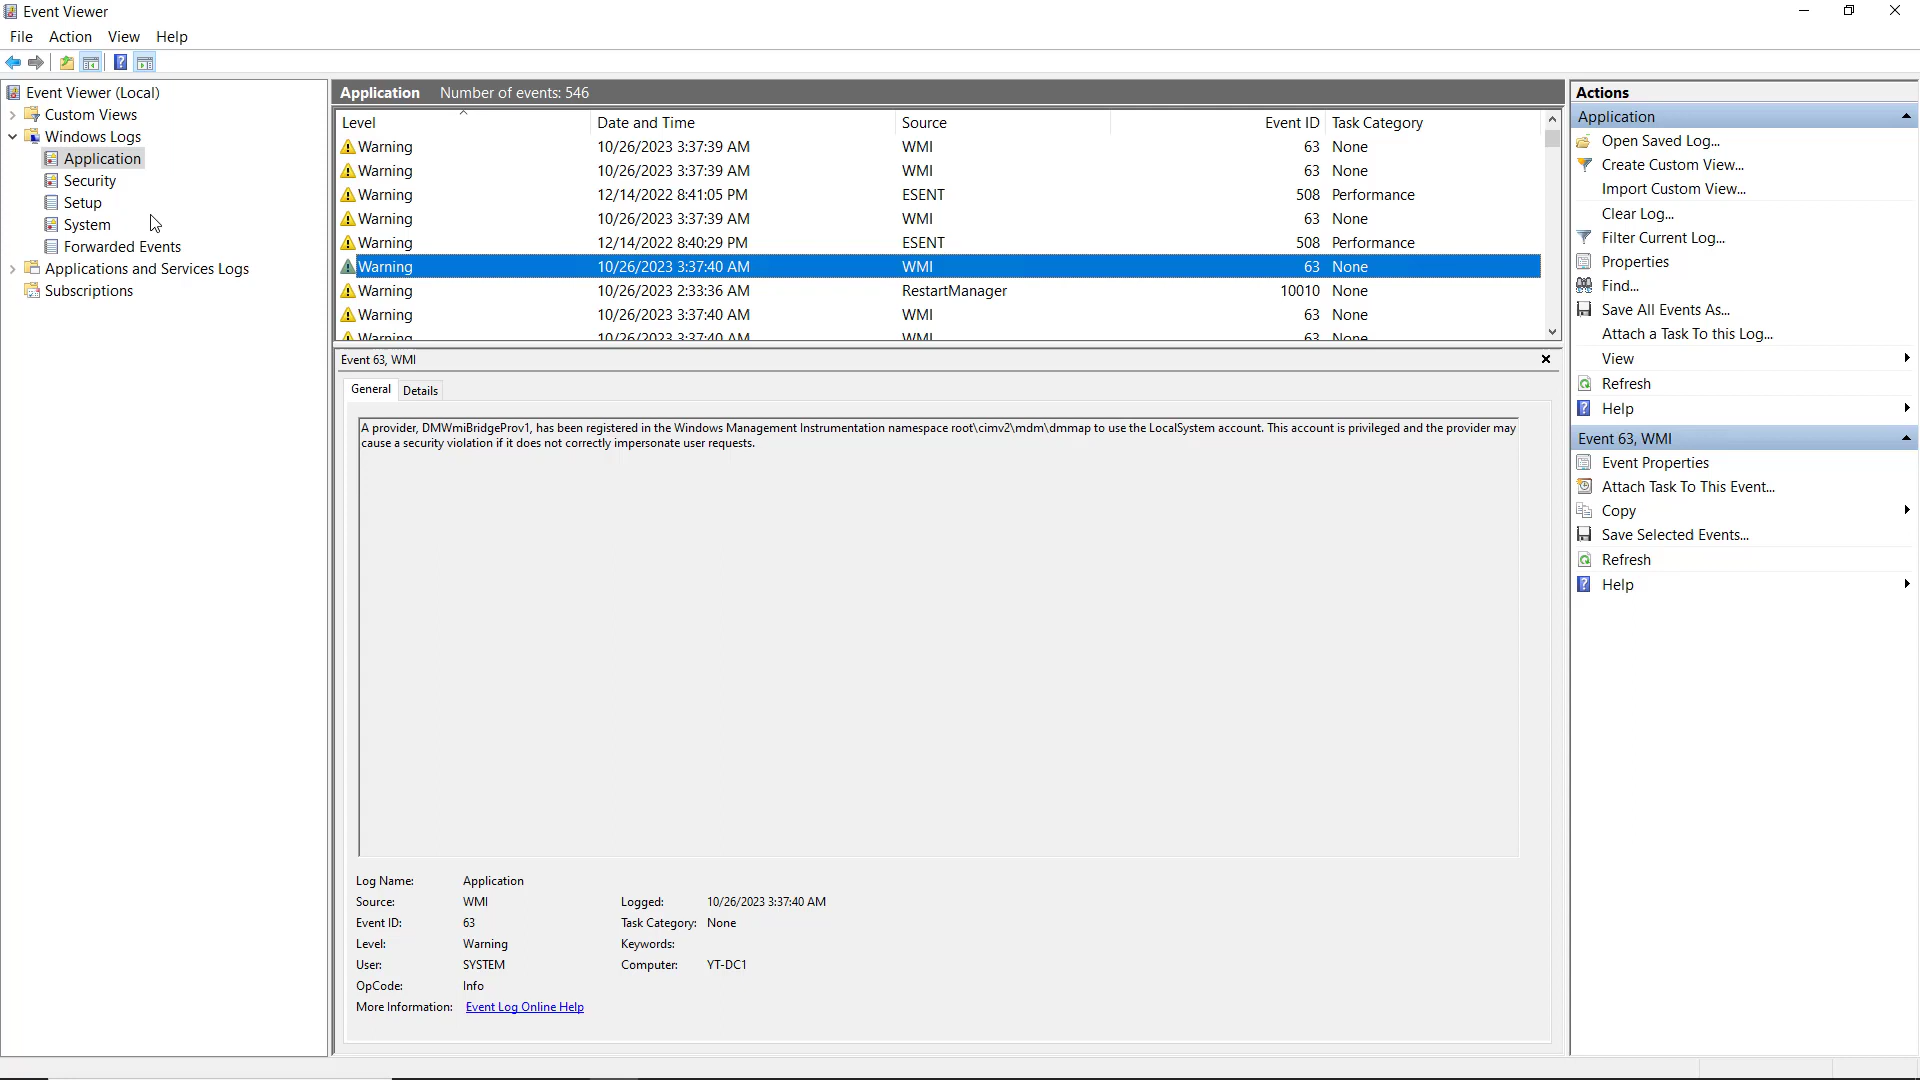 Event Viewer
File Action View Help
Event Viewer (Local)
Custom Views
Windows Logs
Application
Security
Setup
System
Forwarded Events
Applications and Services Logs
Subscriptions
Application Number of events: 546
Level Date and Time Source Event ID Task Category
Warning 10/26/2023 3:37:39 AM WMI 63 None
Warning 10/26/2023 3:37:39 AM WMI 63 None
Warning 12/14/2022 8:41:05 PM ESENT 508 Performance
Warning 10/26/2023 3:37:39 AM WMI 63 None
Warning 12/14/2022 8:40:29 PM ESENT 508 Performance
Warning 10/26/2023 3:37:40 AM WMI 63 None
Warning 10/26/2023 2:33:36 AM RestartManager 10010 None
Warning 10/26/2023 3:37:40 AM WMI 63 None
Warning 10/26/2023 3:37:40 AM WMI 63 None
Event 63, WMI
General Details
A provider, DMWmiBridgeProv1, has been registered in the Windows Management Instrumentation namespace root\cimv2\mdm\dmmap to use the LocalSystem account. This account is privileged and the provider may
cause a security violation if it does not correctly impersonate user requests.
Log Name: Application
Source: WMI Logged: 10/26/2023 3:37:40 AM
Event ID: 63 Task Category: None
Level: Warning Keywords:
User: SYSTEM Computer: YT-DC1
OpCode: Info
More Information: Event Log Online Help
Actions
Application
Open Saved Log...
Create Custom View...
Import Custom View...
Clear Log...
Filter Current Log...
Properties
Find...
Save All Events As...
Attach a Task To this Log...
View
Refresh
Help
Event 63, WMI
Event Properties
Attach Task To This Event...
Copy
Save Selected Events...
Refresh
Help